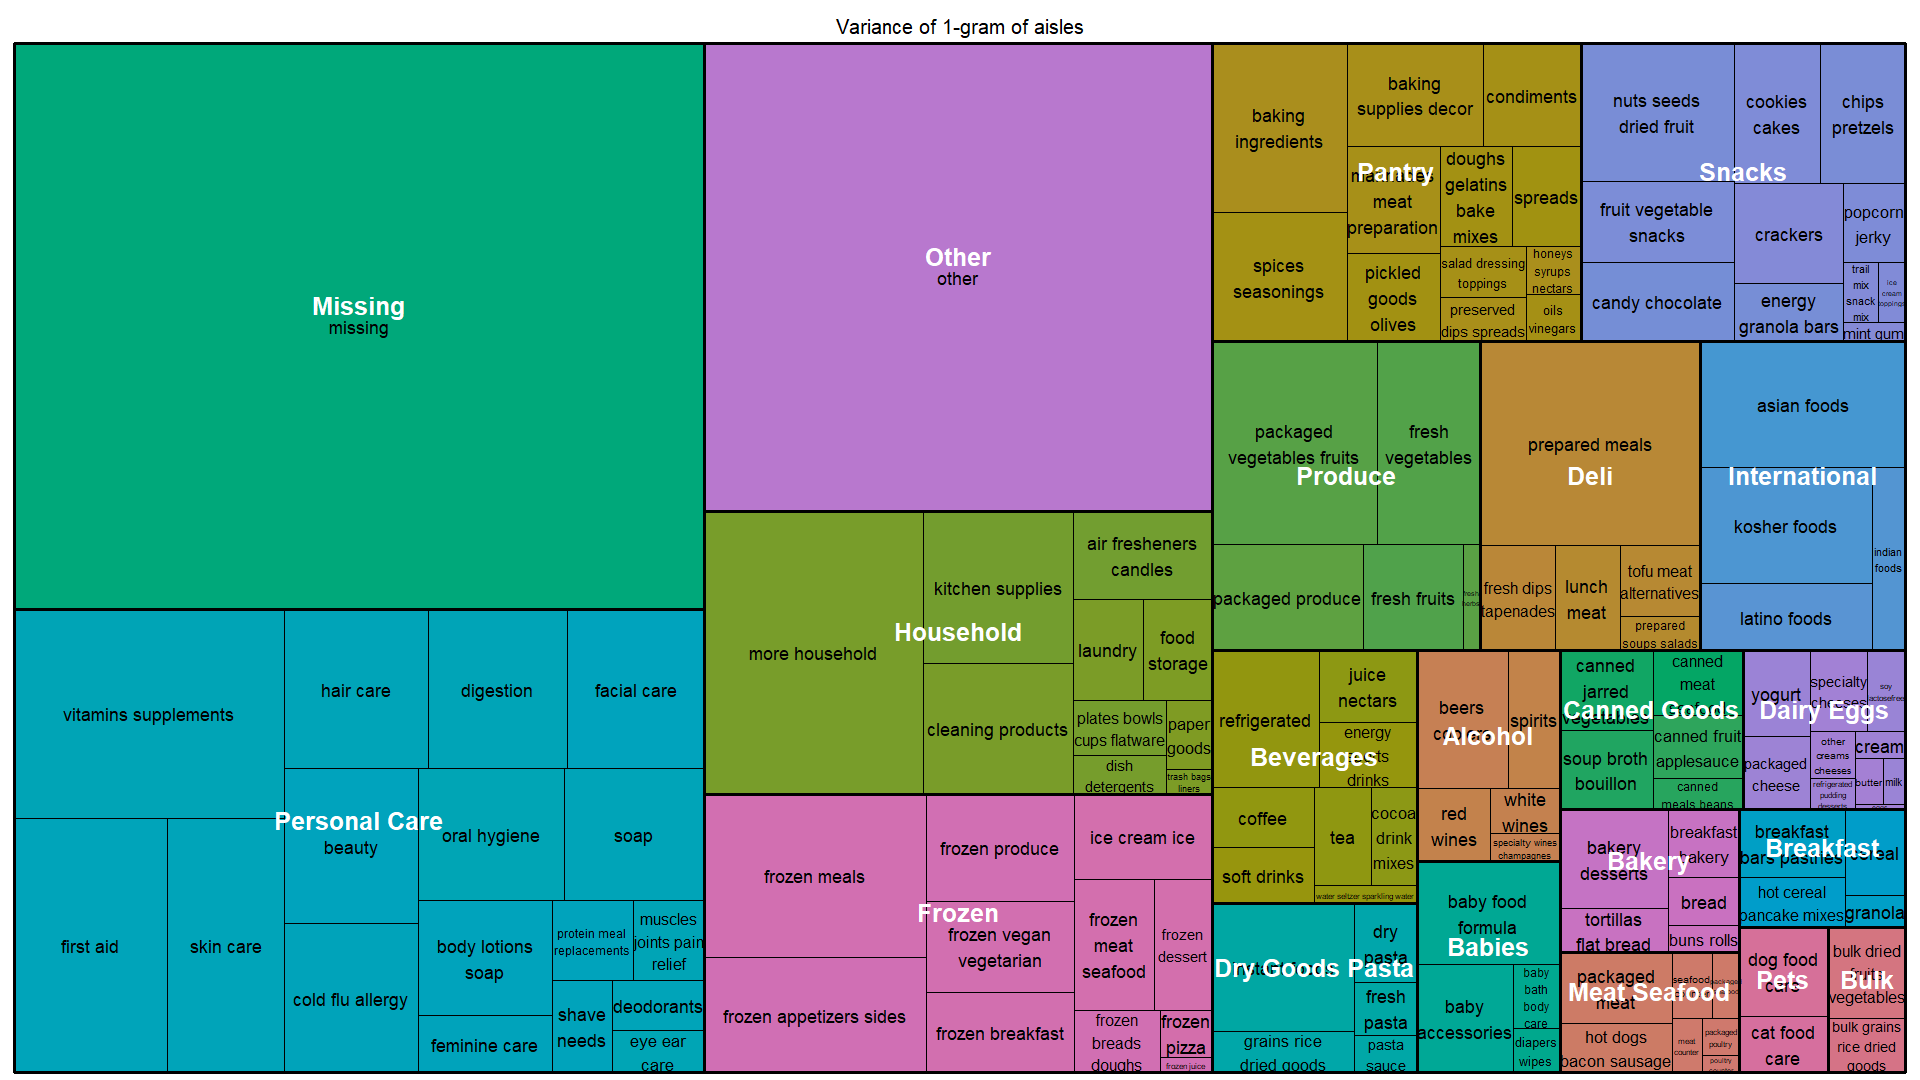 Variance of 1-gram of aisles
Missing
missing
Other
other
baking
ingredients
baking
supplies decor
condiments
Pantry
meat
preparation
doughs
gelatins
bake
mixes
spreads
spices
seasonings
pickled
goods
olives
salad dressing
toppings
honeys
syrups
nectars
preserved
dips spreads
oils
vinegars
nuts seeds
dried fruit
cookies
cakes
chips
pretzels
Snacks
fruit vegetable
snacks
crackers
popcorn
jerky
candy chocolate
energy
granola bars
trail
mix
snack
mix
ice
cream
toppings
mint gum
packaged
vegetables fruits
fresh
vegetables
Produce
packaged produce
fresh fruits
fresh
herbs
prepared meals
Deli
fresh dips
tapenades
lunch
meat
tofu meat
alternatives
prepared
soups salads
asian foods
International
kosher foods
indian
foods
latino foods
vitamins supplements
hair care
digestion
facial care
Personal Care
beauty
oral hygiene
soap
first aid
skin care
cold flu allergy
body lotions
soap
protein meal
replacements
muscles
joints pain
relief
feminine care
shave
needs
deodorants
eye ear
care
more household
kitchen supplies
air fresheners
candles
Household
laundry
food
storage
cleaning products
plates bowls
cups flatware
paper
goods
dish
detergents
trash bags
liners
frozen meals
frozen produce
ice cream ice
Frozen
frozen vegan
vegetarian
frozen
meat
seafood
frozen
dessert
frozen appetizers sides
frozen breakfast
frozen
breads
doughs
frozen
pizza
frozen juice
refrigerated
juice
nectars
energy
drinks
Beverages
coffee
tea
cocoa
drink
mixes
soft drinks
water seltzer sparkling water
beers
Alcohol
spirits
red
wines
white
wines
specialty wines
champagnes
canned
jarred
vegetables
canned
meat
Canned Goods
soup broth
bouillon
canned fruit
applesauce
canned
meals beans
yogurt
specialty
cheeses
soy
lactosefree
Dairy Eggs
packaged
cheese
other
creams
cheeses
cream
refrigerated
pudding
desserts
butter
milk
baby food
formula
Babies
baby
accessories
baby
bath
body
care
diapers
wipes
bakery
desserts
breakfast
bakery
Bakery
tortillas
flat bread
bread
buns rolls
breakfast
bars pastries
cereal
Breakfast
hot cereal
pancake mixes
granola
dry
pasta
Dry Goods Pasta
fresh
pasta
grains rice
dried goods
pasta
sauce
packaged
meat
seafood
Meat Seafood
hot dogs
bacon sausage
meat
counter
packaged
poultry
poultry
counter
dog food
care
Pets
cat food
care
bulk dried
fruits
vegetables
Bulk
bulk grains
rice dried
goods